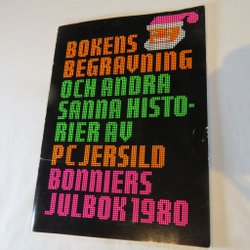 BOKENS
BEGRAVNING
OCH ANDRA
SANNA HISTO-
RIER AV
PC JERSILD
BONNIERS
JULBOK 1980